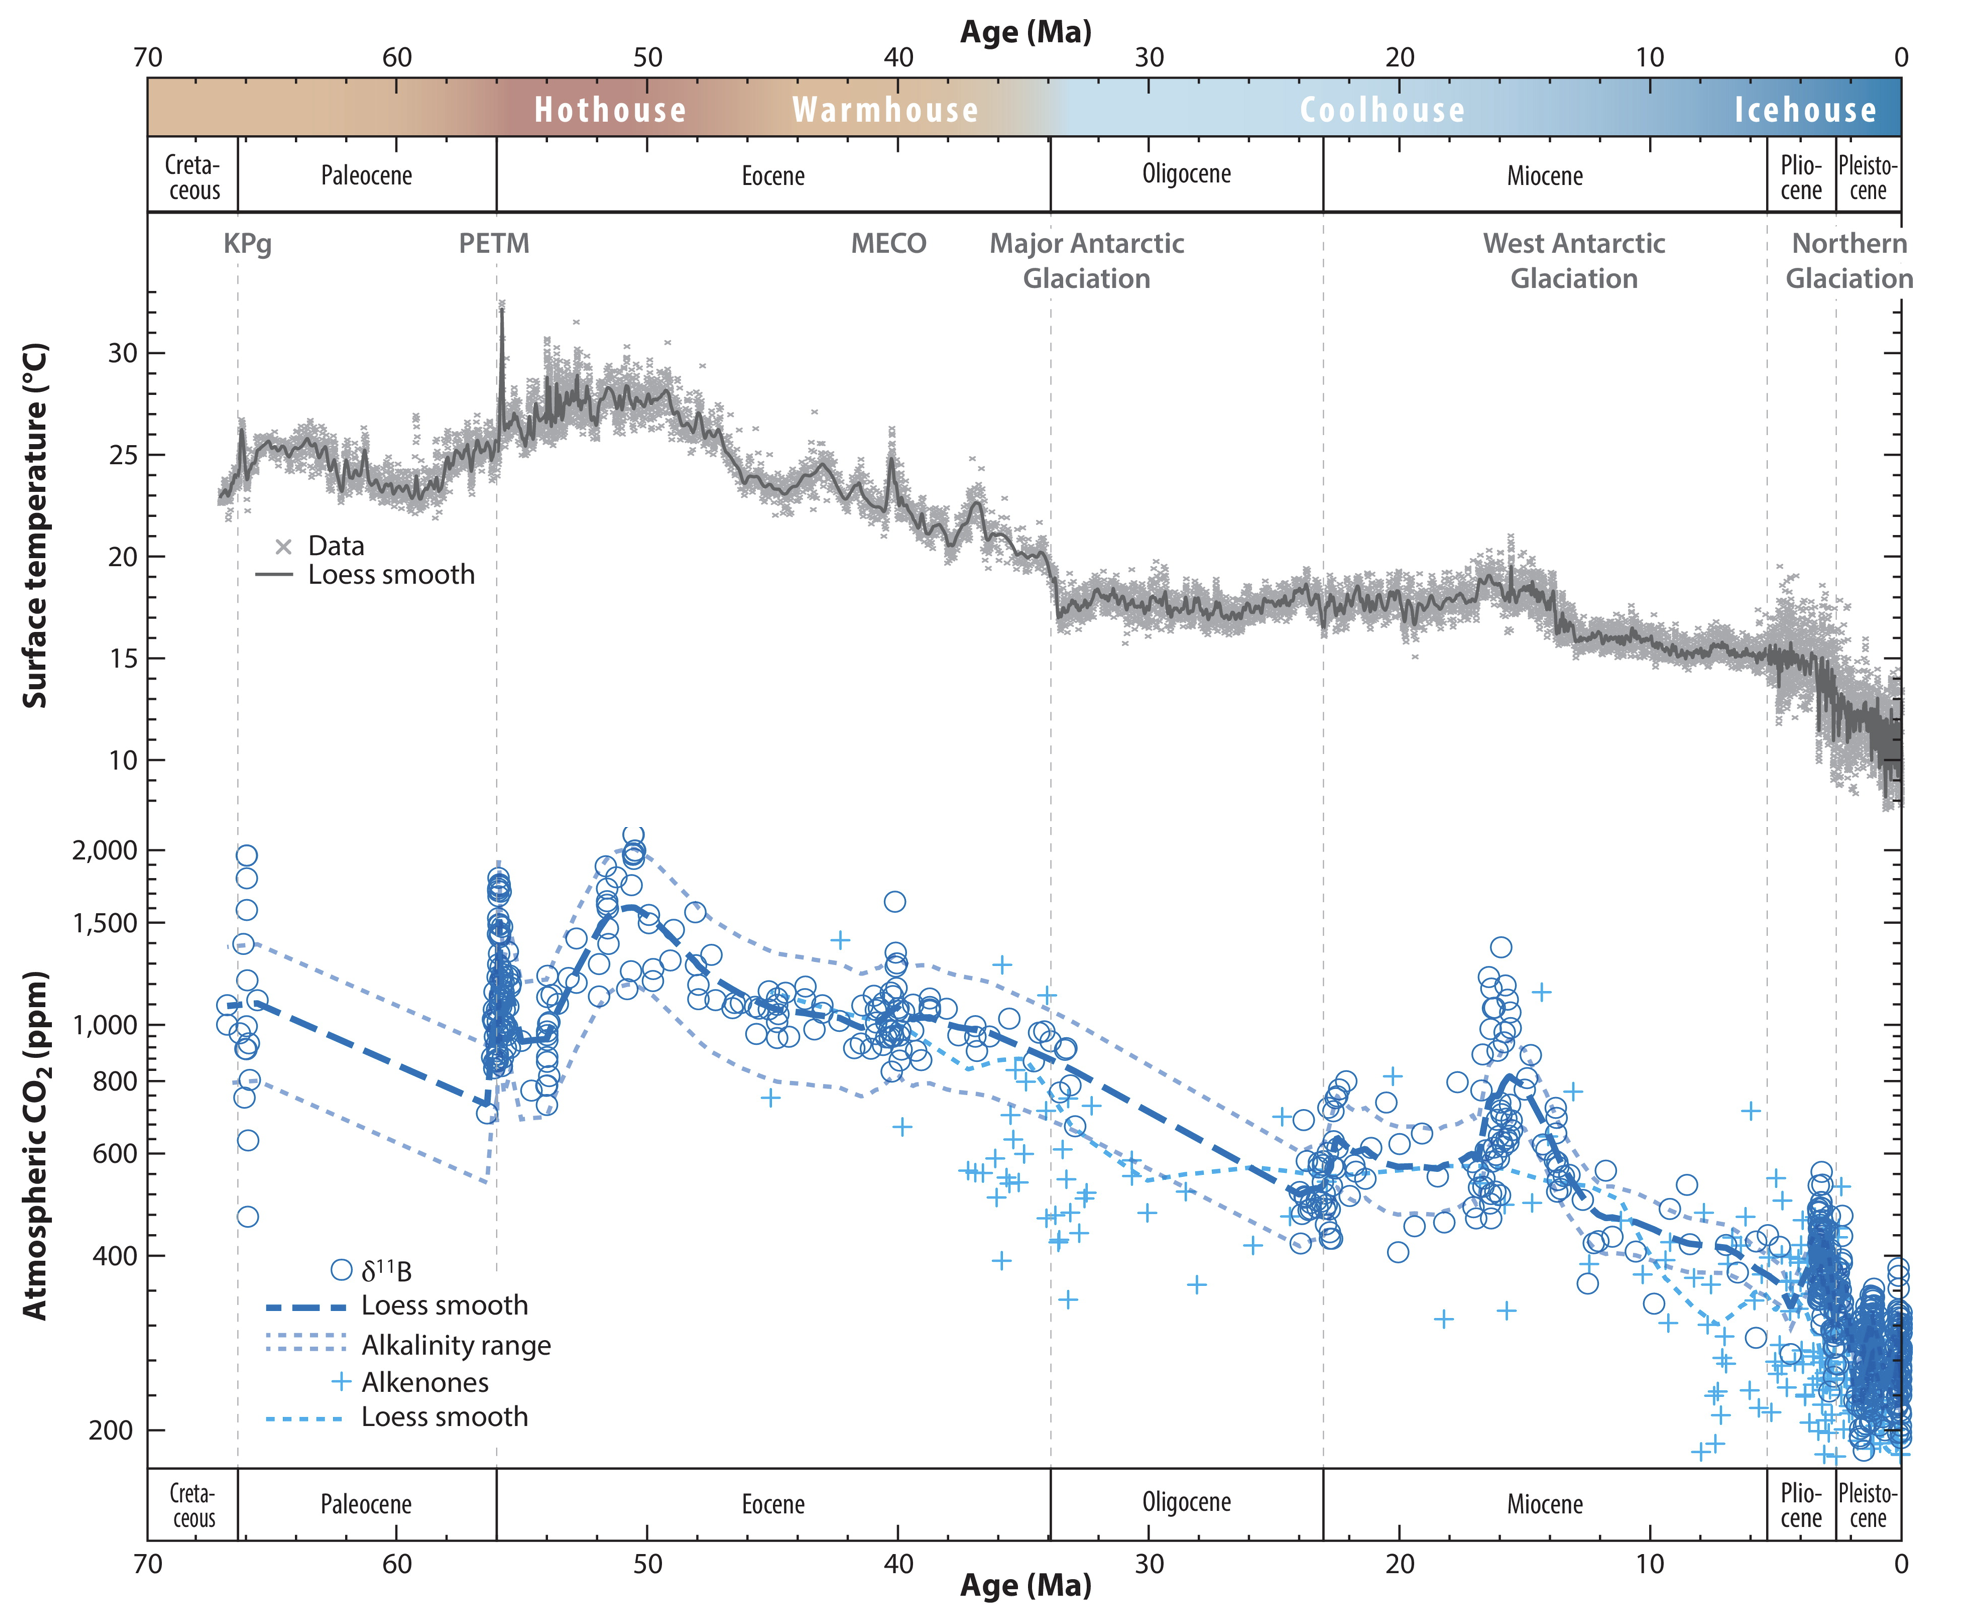 Age (Ma)
70 60 50 40 30 20 10 0
Hothouse Warmhouse Coolhouse Icehouse
Creta-
ceous
Paleocene
Eocene
Oligocene
Miocene
Plio-
cene
Pleisto-
cene
KPg
PETM
MECO
Major Antarctic
Glaciation
West Antarctic
Glaciation
Northern
Glaciation
Surface temperature (°C)
30
25
20
15
10
Data
Loess smooth
Atmospheric CO₂ (ppm)
2,000
1,500
1,000
800
600
400
200
δ¹¹B
Loess smooth
Alkalinity range
Alkenones
Loess smooth
Creta-
ceous
Paleocene
Eocene
Oligocene
Miocene
Plio-
cene
Pleisto-
cene
70 60 50 40 30 20 10 0
Age (Ma)